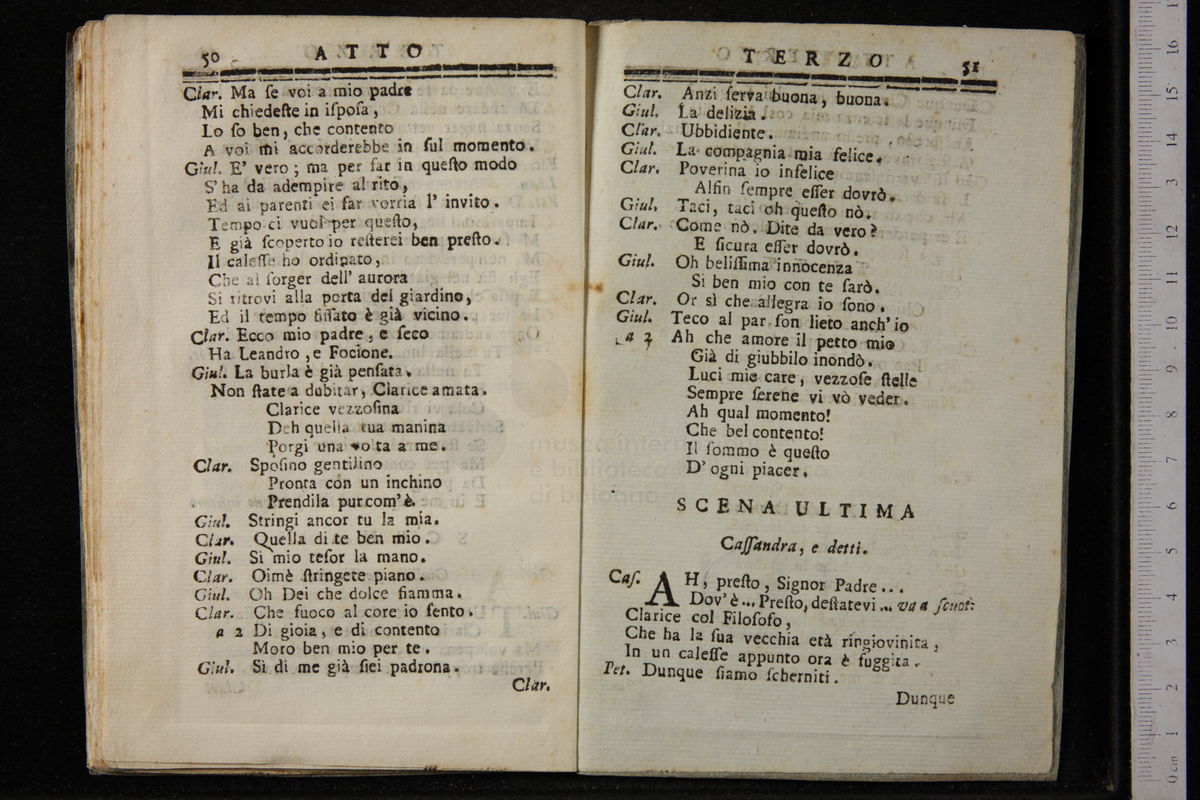 50 ATTO
Clar. Ma ſe voi a mio padre
Mi chiedeſte in iſpoſa,
Lo ſo ben, che contento
A voi mi accorderebbe in ſul momento.
Giul. E' vero; ma per far in queſto modo
S'ha da adempire al rito,
Ed ai parenti ei far vorria l' invito.
Tempo ci vuol per queſto,
E già ſcoperto io reſterei ben preſto.
Il caleſſe ho ordinato,
Che al ſorger dell' aurora
Si ritrovi alla porta del giardino,
Ed il tempo fiſſato è già vicino.
Clar. Ecco mio padre, e ſeco
Ha Leandro, e Focione.
Giul. La burla è già penſata.
Non ſtate a dubitar, Clarice amata.
Clarice vezzoſina
Deh quella tua manina
Porgi una volta a me.
Clar. Spoſino gentilino
Pronta con un inchino
Prendila pur com' è.
Giul. Stringi ancor tu la mia.
Clar. Quella di te ben mio.
Giul. Si mio teſor la mano.
Clar. Oimè ſtringete piano.
Giul. Oh Dei che dolce fiamma.
Clar. Che fuoco al core io ſento.
a 2 Di gioia, e di contento
Moro ben mio per te.
Giul. Sì di me già ſiei padrona.
Clar.
TERZO 51
Clar. Anzi ſerva buona, buona.
Giul. La delizia.
Clar. Ubbidiente.
Giul. La compagnia mia felice.
Clar. Poverina io infelice
Alfin ſempre eſſer dovrò.
Giul. Taci, taci oh queſto nò.
Clar. Come nò. Dite da vero?
E ſicura eſſer dovrò.
Giul. Oh beliſſima innocenza
Si ben mio con te ſarò.
Clar. Or sì che allegra io ſono.
Giul. Teco al par ſon lieto anch' io
a 2 Ah che amore il petto mio
Già di giubbilo inondò.
Luci mie care, vezzoſe ſtelle
Sempre ſerene vi vò veder.
Ah qual momento!
Che bel contento!
Il ſommo è queſto
D' ogni piacer.
SCENA ULTIMA
Caſſandra, e detti.
Caſ. AH, preſto, Signor Padre...
Dov' è... Preſto, deſtatevi... va a ſcuot:
Clarice col Filoſofo,
Che ha la ſua vecchia età ringiovinita,
In un caleſſe appunto ora è fuggita.
Pet. Dunque ſiamo ſcherniti.
Dunque